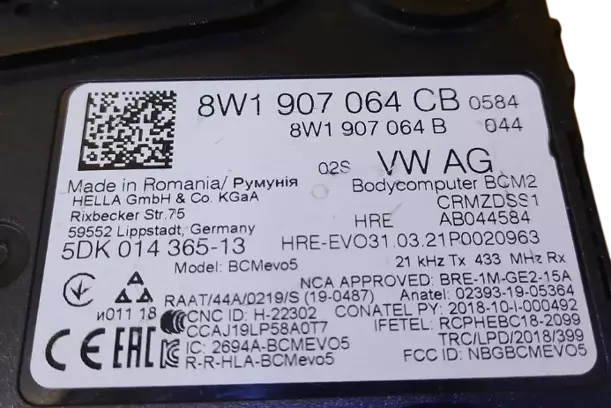 8W1 907 064 CB 0584
8W1 907 064 B 044
02S VW AG
Made in Romania/ Румунія
Bodycomputer BCM2
HELLA GmbH & Co. KGaA
CRMZDSS1
Rixbecker Str.75
HRE AB044584
59552 Lippstadt, Germany
5DK 014 365-13 HRE-EVO31.03.21P0020963
Model: BCMevo5
21 kHz Tx 433 MHz Rx
NCA APPROVED: BRE-1M-GE2-15A
RAAT/44A/0219/S (19-0487) Anatel: 02393-19-05364
и011 18
CNC ID: H-22302 CONATEL PY: 2018-10-I-000492
CCAJ19LP58A0T7 IFETEL: RCPHEBC18-2099
CE EAC IC: 2694A-BCMevo5 TRC/LPD/2018/399
R-R-HLA-BCMevo5 FCC ID: NBGBCMEVO5